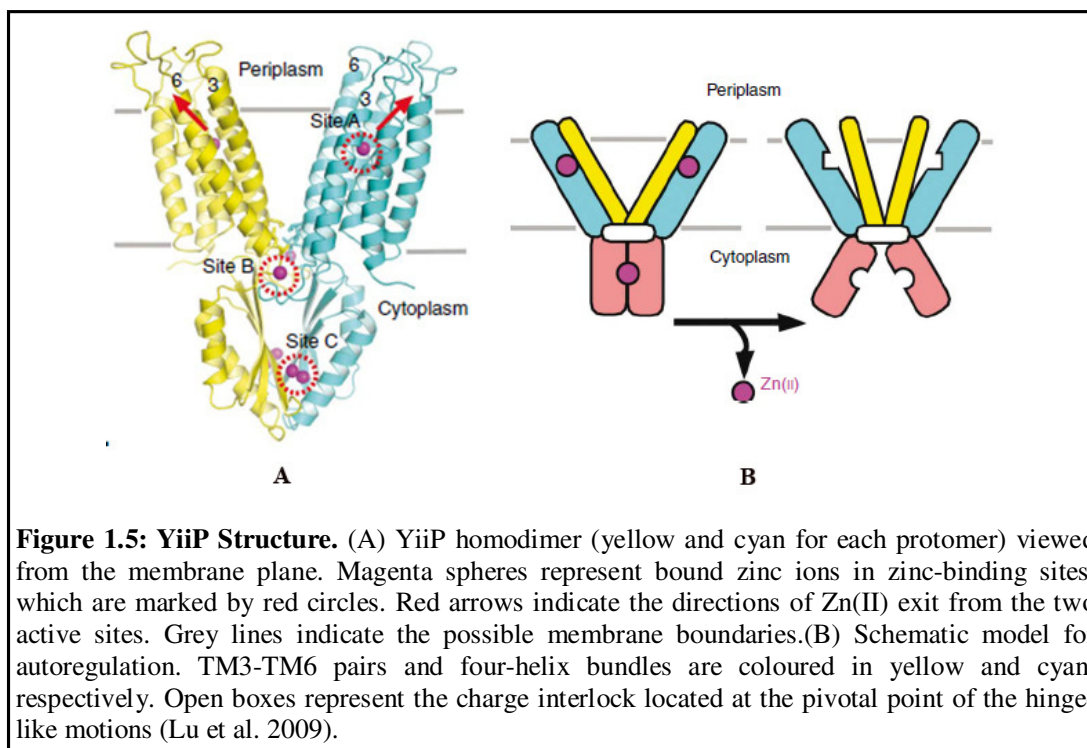 Periplasm
6
3
6
3
Site A
Site B
Cytoplasm
Site C
A
Periplasm
Cytoplasm
Zn(II)
B
Figure 1.5: YiiP Structure. (A) YiiP homodimer (yellow and cyan for each protomer) viewed
from the membrane plane. Magenta spheres represent bound zinc ions in zinc-binding sites
which are marked by red circles. Red arrows indicate the directions of Zn(II) exit from the two
active sites. Grey lines indicate the possible membrane boundaries.(B) Schematic model fo
autoregulation. TM3-TM6 pairs and four-helix bundles are coloured in yellow and cyan
respectively. Open boxes represent the charge interlock located at the pivotal point of the hinge
like motions (Lu et al. 2009).